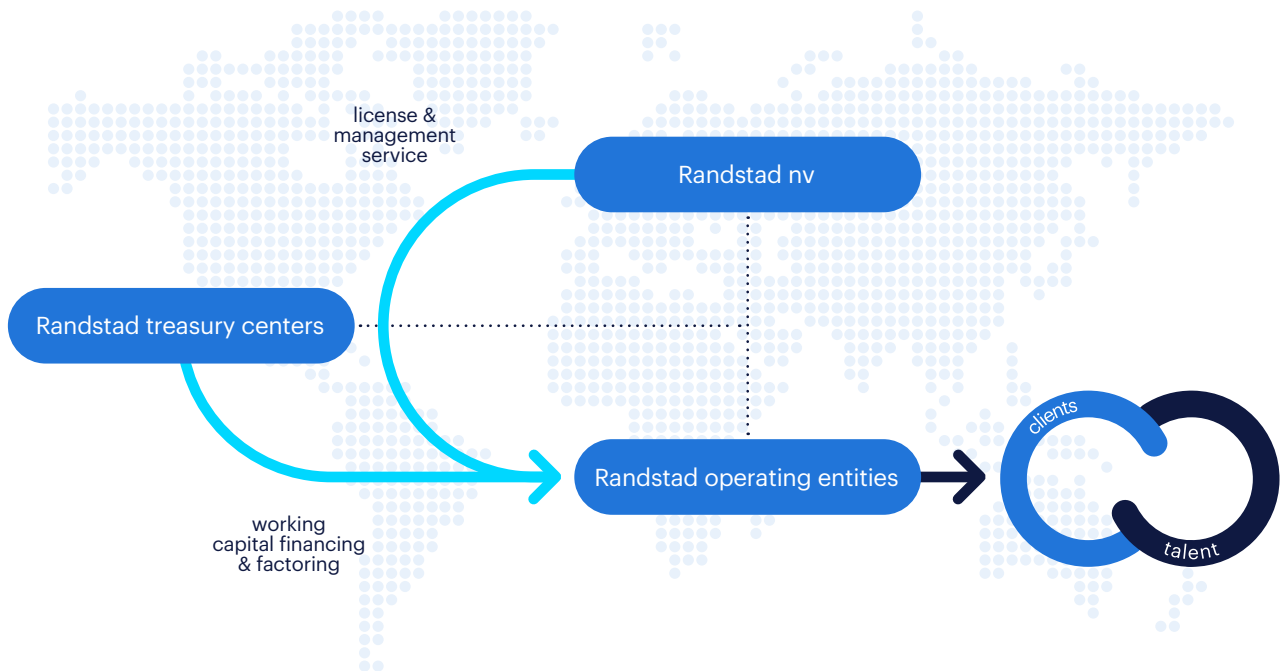 license &
management
service
Randstad nv
Randstad treasury centers
clients
Randstad operating entities
working
capital financing
& factoring
talent